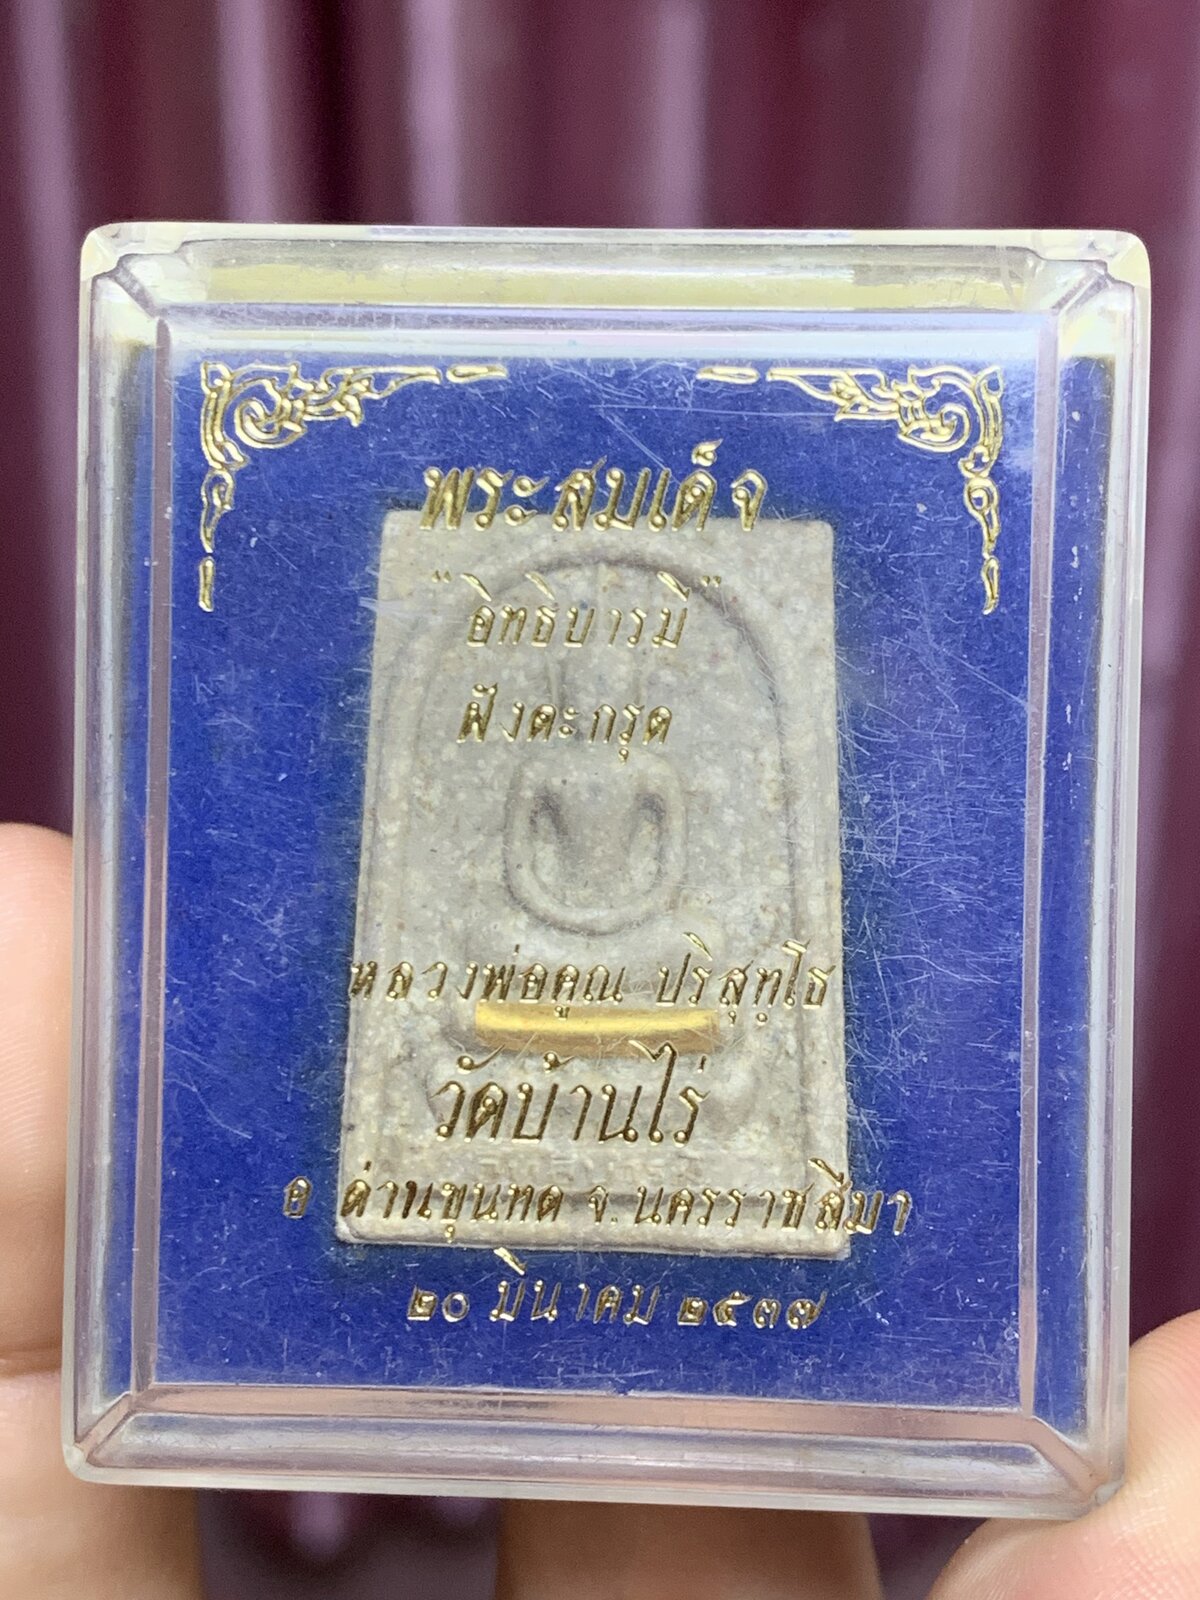 พระสมเด็จ
"อิทธิบารมี"
ฝังตะกรุด
หลวงพ่อคูณ ปริสุทฺโธ
วัดบ้านไร่
อ ด่านขุนทด จ.นครราชสีมา
๒๐ มีนาคม ๒๕๓๗